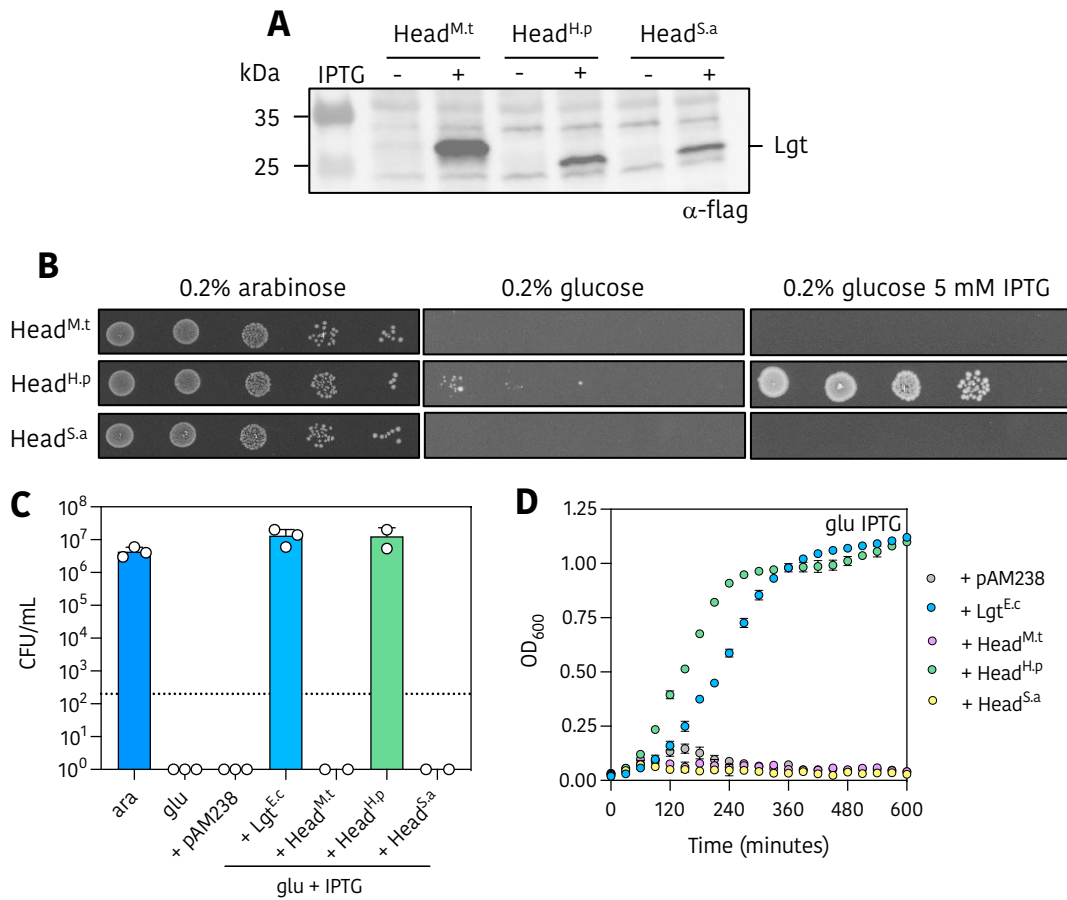 A
Head^M.t Head^H.p Head^S.a
kDa IPTG - + - + - +
35
25
Lgt
α-flag
B
0.2% arabinose 0.2% glucose 0.2% glucose 5 mM IPTG
Head^M.t
Head^H.p
Head^S.a
C
CFU/mL
10^8
10^7
10^6
10^5
10^4
10^3
10^2
10^1
10^0
ara glu + pAM238 + Lgt^E.c + Head^M.t + Head^H.p + Head^S.a
glu + IPTG
D
glu IPTG
OD_600
1.25
1.00
0.75
0.50
0.25
0.00
0 120 240 360 480 600
Time (minutes)
+ pAM238
+ Lgt^E.c
+ Head^M.t
+ Head^H.p
+ Head^S.a